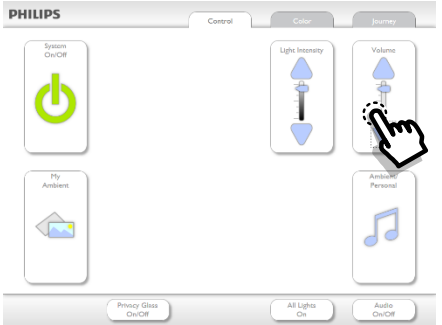 PHILIPS
Control
Color
Journey
System
On/Off
Light Intensity
Volume
My
Ambient
Ambient/
Personal
Privacy Glass
On/Off
All Lights
On
Audio
On/Off